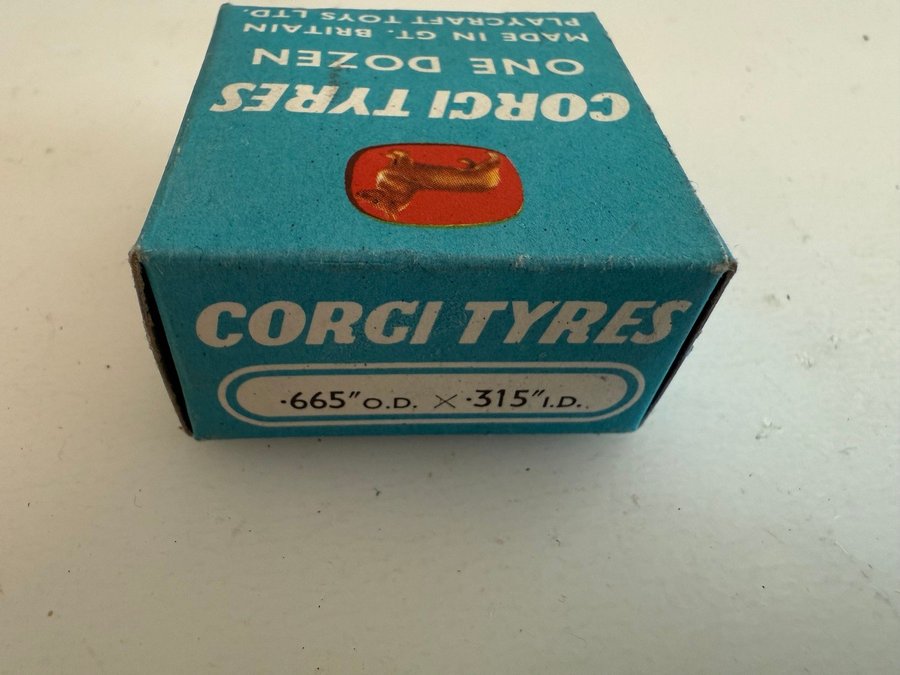 CORGI TYRES
ONE DOZEN
MADE IN GT. BRITAIN
PLAYCRAFT TOYS LTD.
CORGI TYRES
·665″ O.D. × ·315″ I.D.